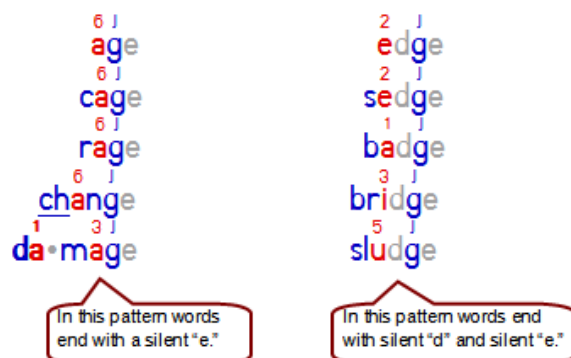 6 J
age
6 J
cage
6 J
rage
6 J
change
1 3 J
da•mage
In this pattern words
end with a silent “e.”
2 J
edge
2 J
sedge
1 J
badge
3 J
bridge
5 J
sludge
In this pattern words end
with silent “d” and silent “e.”